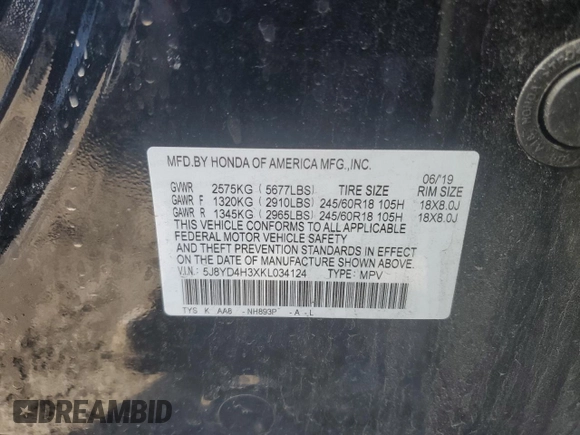 MFD.BY HONDA OF AMERICA MFG.,INC.
06/19
GVWR 2575KG ( 5677LBS) TIRE SIZE RIM SIZE
GAWR F 1320KG ( 2910LBS) 245/60R18 105H 18X8.0J
GAWR R 1345KG ( 2965LBS) 245/60R18 105H 18X8.0J
THIS VEHICLE CONFORMS TO ALL APPLICABLE
FEDERAL MOTOR VEHICLE SAFETY
AND THEFT PREVENTION STANDARDS IN EFFECT
ON THE DATE OF MANUFACTURE SHOWN ABOVE.
V.I.N.: 5J8YD4H3XKL034124 TYPE: MPV
TYS K AA8 -NH893P -A -.L
DREAMBID